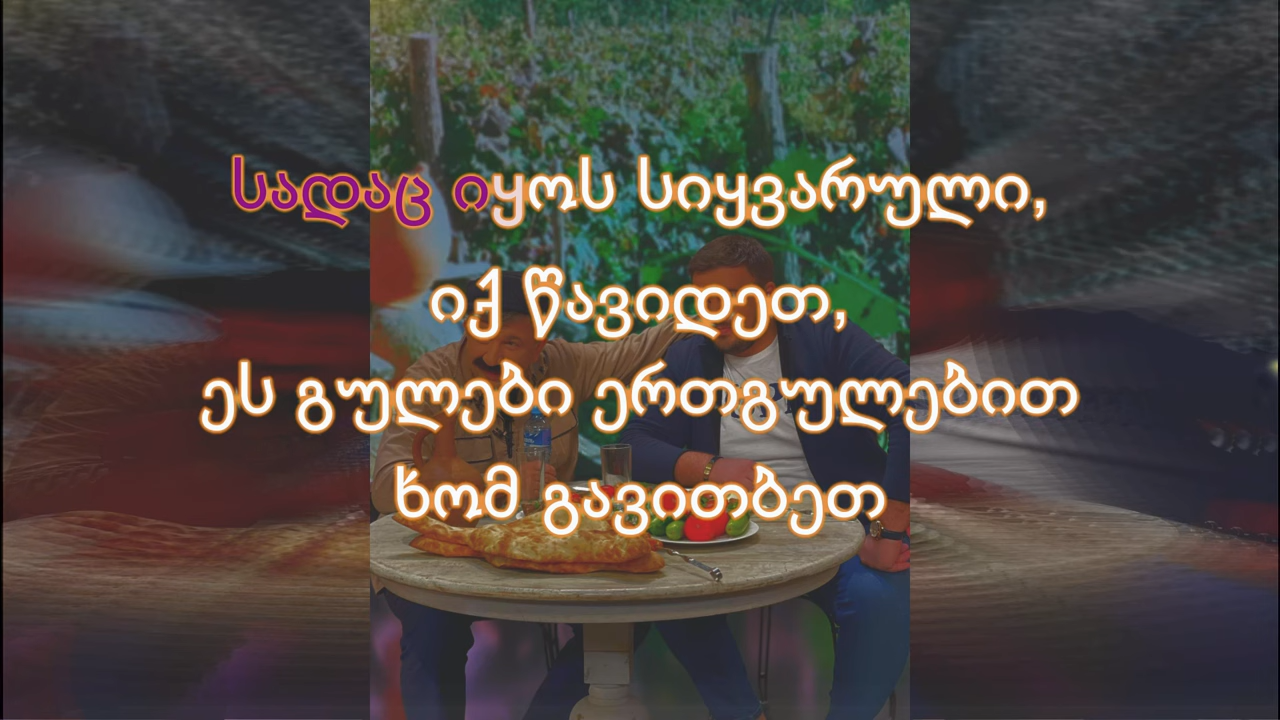 სადაც იყოს სიყვარული,
იქ წავიდეთ,
ეს გულები ერთგულებით
ხომ გავითბეთ